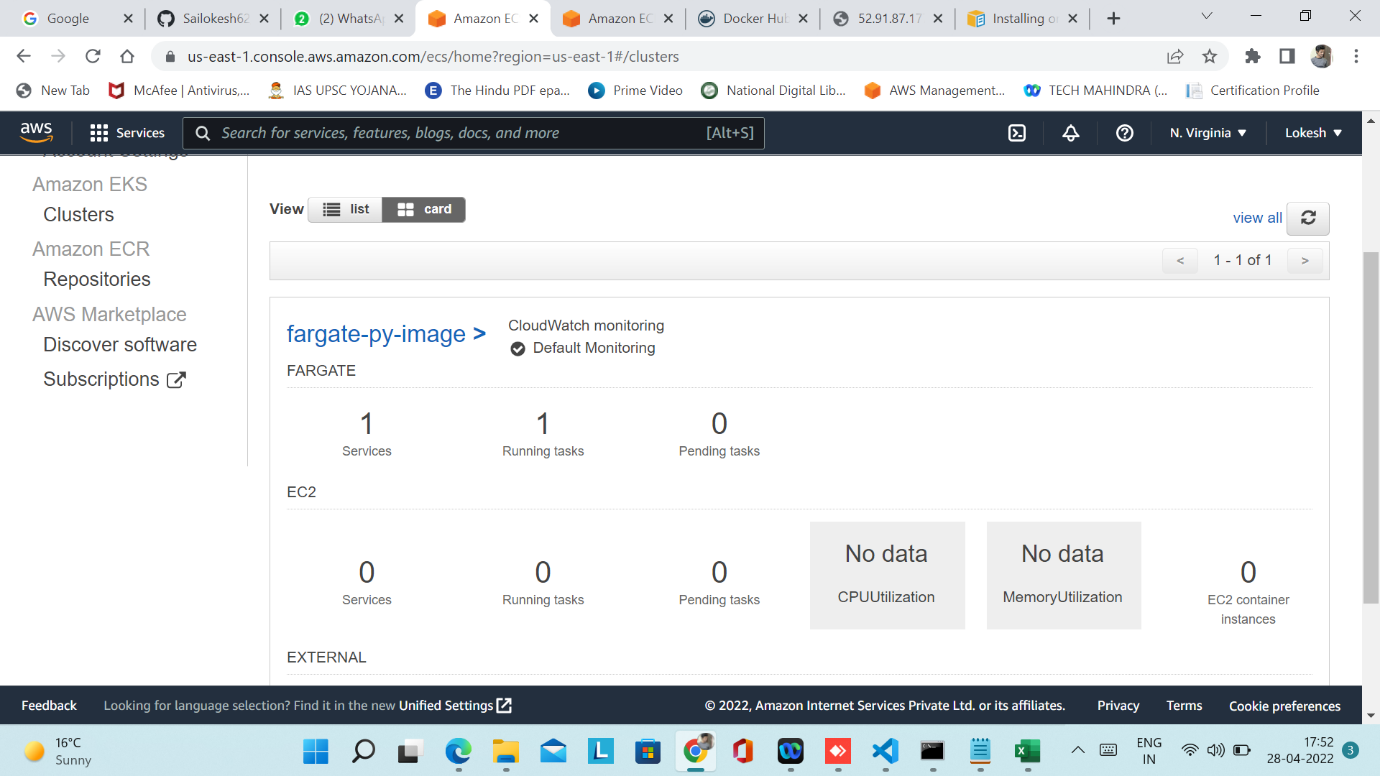 Google
Sailokesh62
(2) WhatsAp
Amazon EC
Amazon EC
Docker Hub
52.91.87.17
Installing o
us-east-1.console.aws.amazon.com/ecs/home?region=us-east-1#/clusters
New Tab
McAfee | Antivirus,...
IAS UPSC YOJANA...
The Hindu PDF epa...
Prime Video
National Digital Lib...
AWS Management...
TECH MAHINDRA (...
Certification Profile
aws
Services
Search for services, features, blogs, docs, and more
[Alt+S]
N. Virginia
Lokesh
Account Settings
Amazon EKS
Clusters
Amazon ECR
Repositories
AWS Marketplace
Discover software
Subscriptions
View
list
card
view all
< 1 - 1 of 1 >
fargate-py-image >
CloudWatch monitoring
Default Monitoring
FARGATE
1 1 0
Services Running tasks Pending tasks
EC2
0 0 0 No data No data 0
Services Running tasks Pending tasks CPUUtilization MemoryUtilization EC2 container
instances
EXTERNAL
Feedback
Looking for language selection? Find it in the new Unified Settings
© 2022, Amazon Internet Services Private Ltd. or its affiliates.
Privacy
Terms
Cookie preferences
16°C
Sunny
ENG
IN
17:52
28-04-2022
3